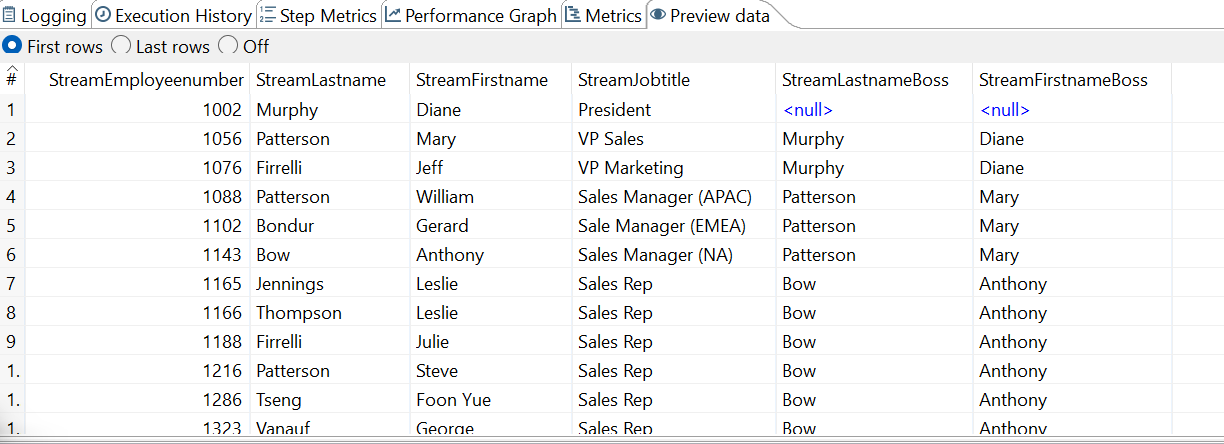 Logging Execution History Step Metrics Performance Graph Metrics Preview data
First rows Last rows Off
# StreamEmployeenumber StreamLastname StreamFirstname StreamJobtitle StreamLastnameBoss StreamFirstnameBoss
1 1002 Murphy Diane President <null> <null>
2 1056 Patterson Mary VP Sales Murphy Diane
3 1076 Firrelli Jeff VP Marketing Murphy Diane
4 1088 Patterson William Sales Manager (APAC) Patterson Mary
5 1102 Bondur Gerard Sale Manager (EMEA) Patterson Mary
6 1143 Bow Anthony Sales Manager (NA) Patterson Mary
7 1165 Jennings Leslie Sales Rep Bow Anthony
8 1166 Thompson Leslie Sales Rep Bow Anthony
9 1188 Firrelli Julie Sales Rep Bow Anthony
1. 1216 Patterson Steve Sales Rep Bow Anthony
1. 1286 Tseng Foon Yue Sales Rep Bow Anthony
1. 1323 Vanauf George Sales Rep Bow Anthony